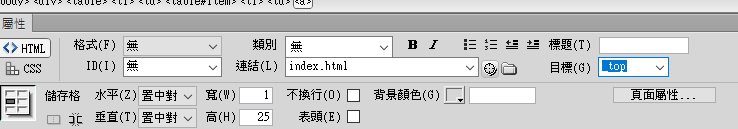 body> <div> <table> <tr> <td> <table#item> <tr> <td> <a>
屬性
<> HTML 格式(F) 無 類別 無 B I 標題(T)
CSS ID(I) 無 連結(L) index.html 目標(G) _top
儲存格 水平(Z) 置中對 寬(W) 1 不換行(O) 背景顏色(G) 頁面屬性...
垂直(T) 置中對 高(H) 25 表頭(E)